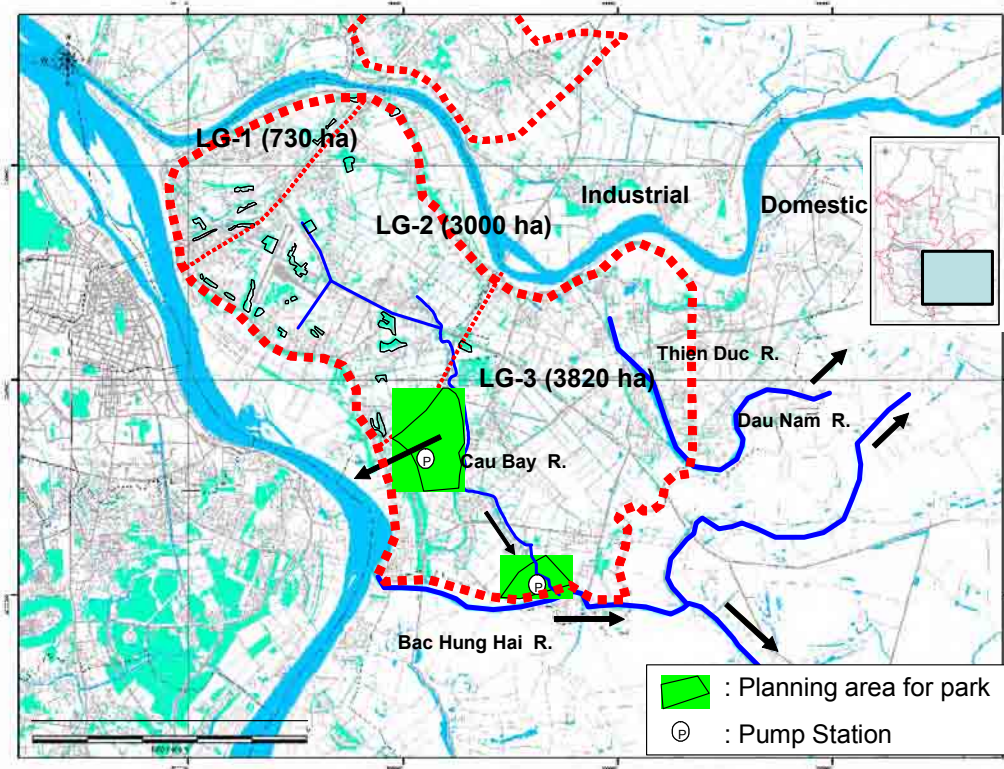 LG-1 (730 ha)
Industrial
Domestic
LG-2 (3000 ha)
Thien Duc R.
LG-3 (3820 ha)
Dau Nam R.
Cau Bay R.
P
P
Bac Hung Hai R.
: Planning area for park
P : Pump Station